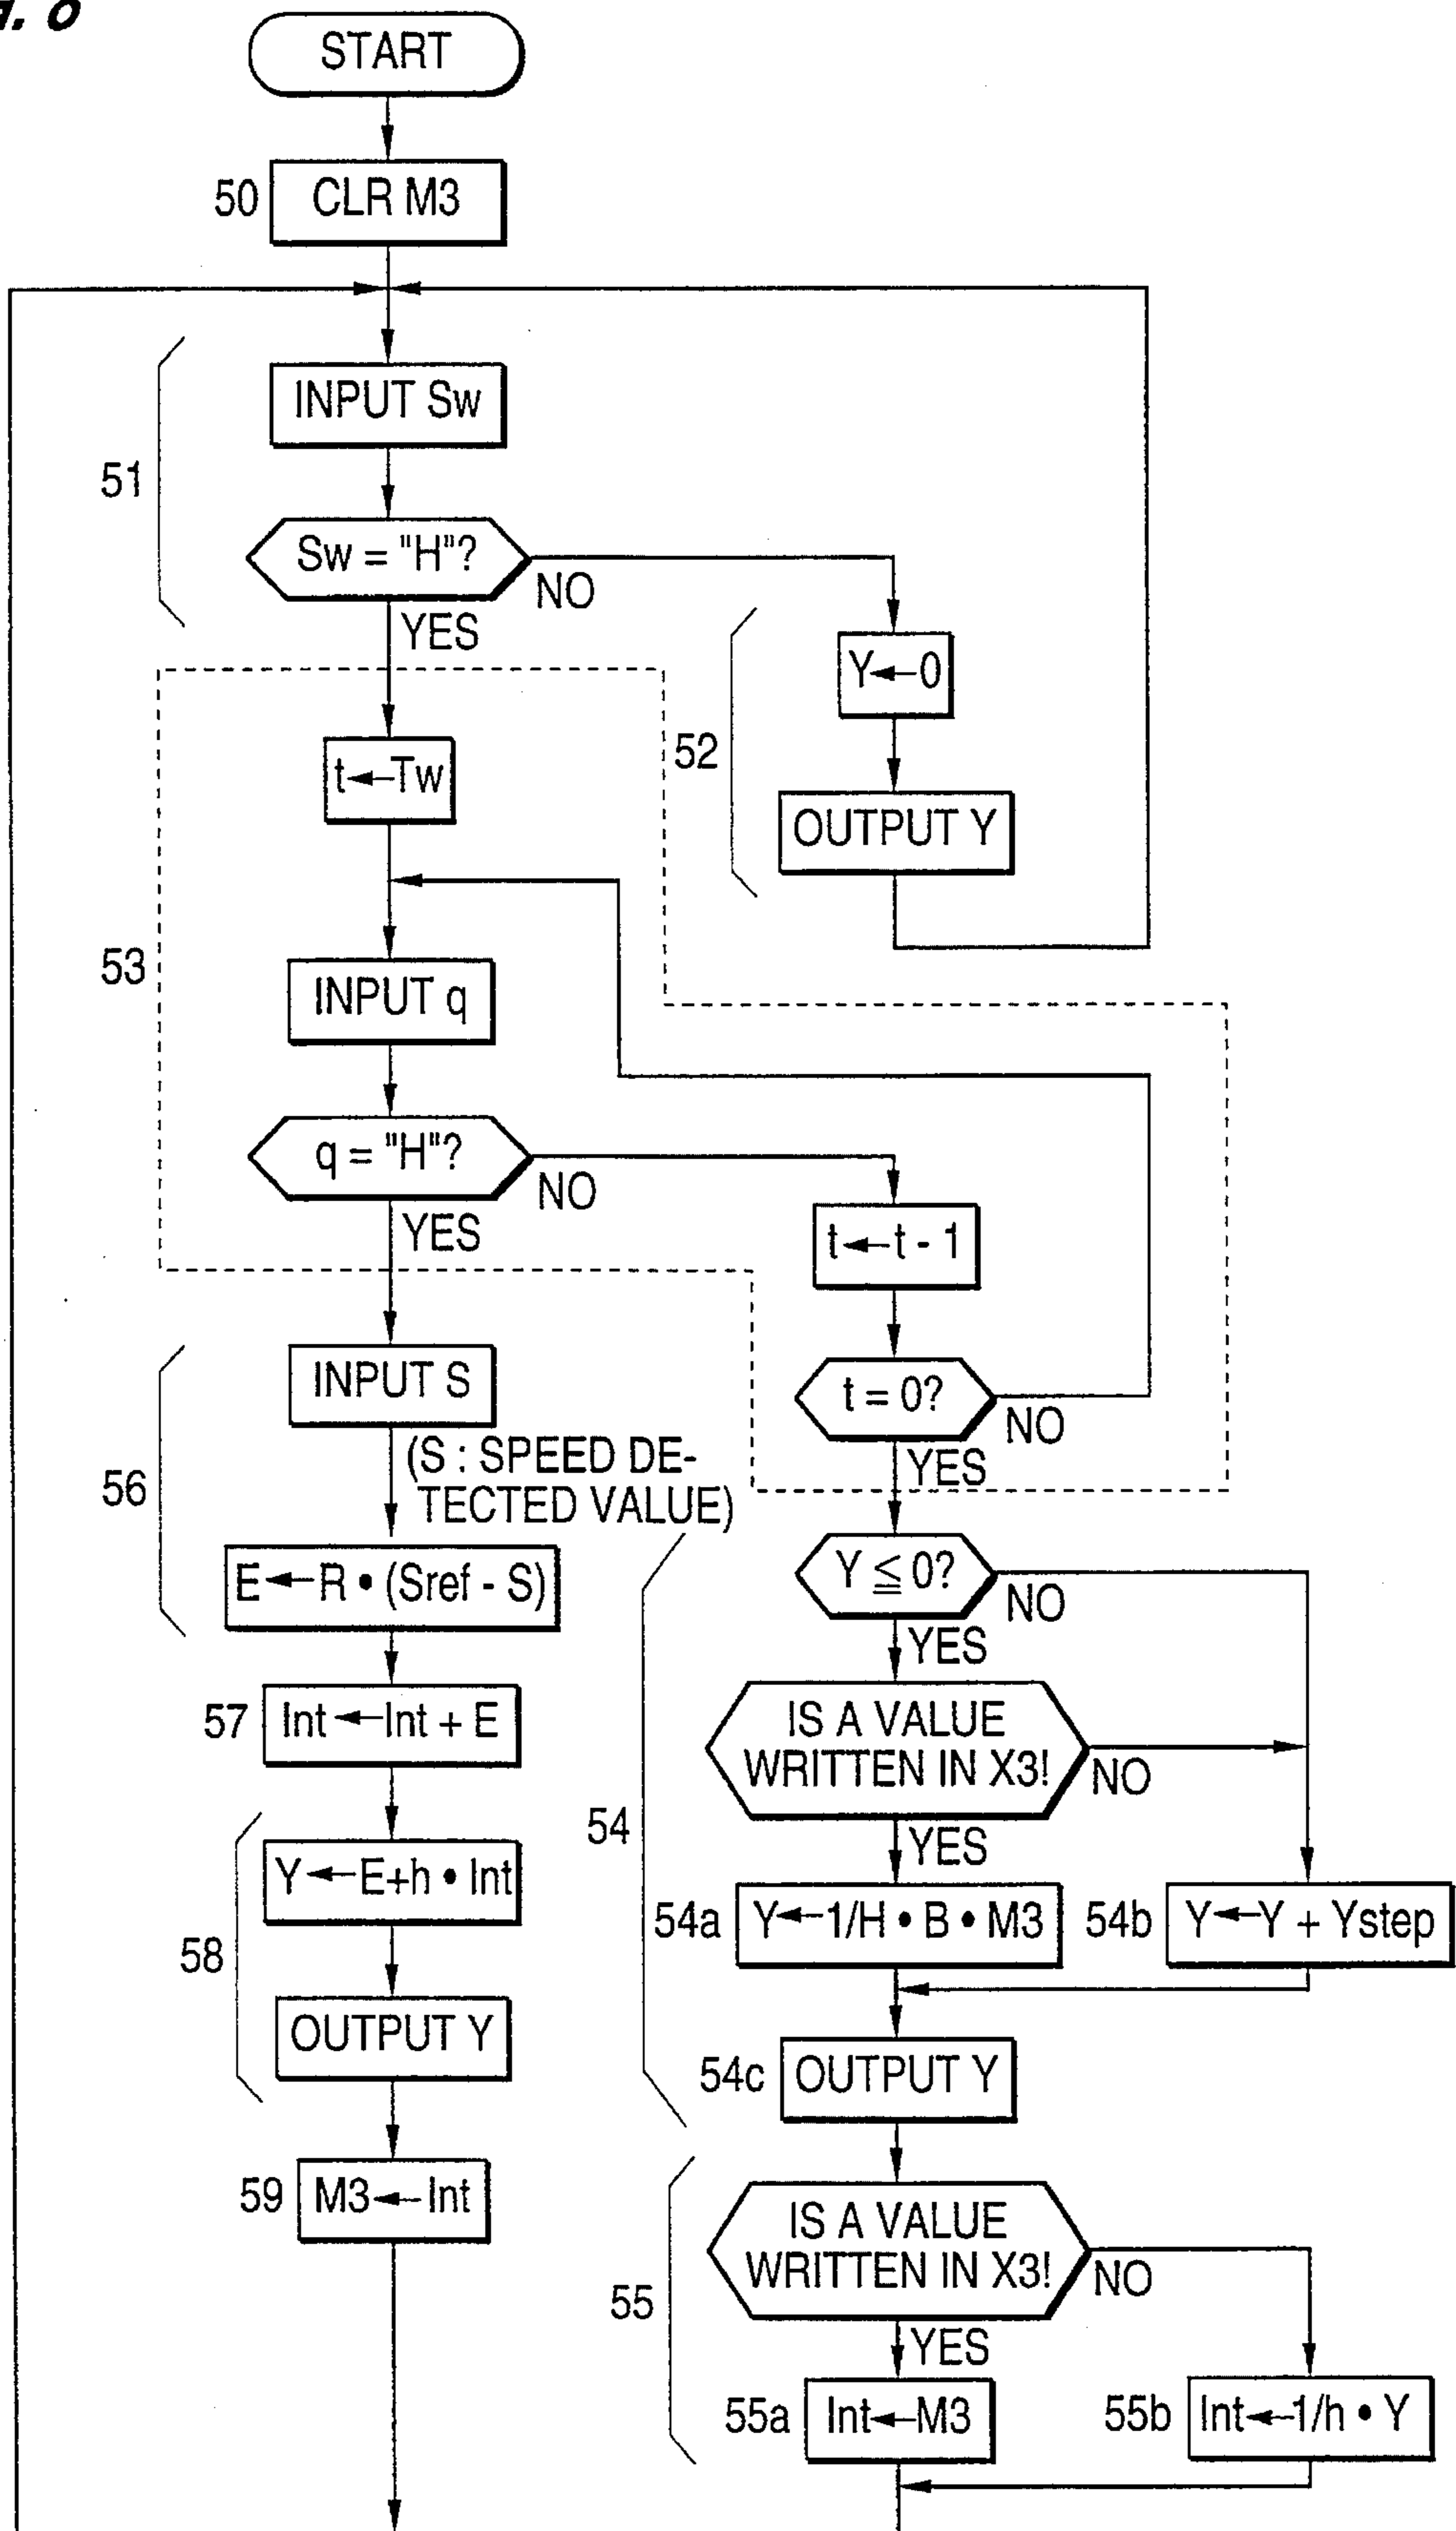 START
50
CLR M3
INPUT Sw
51
Sw = "H"?
NO
YES
Y←0
52
t←Tw
OUTPUT Y
53
INPUT q
q = "H"?
NO
YES
t←t - 1
INPUT S
t = 0?
NO
YES
(S : SPEED DE-
TECTED VALUE)
56
E←R • (Sref - S)
Y ≦ 0?
NO
YES
57
Int←Int + E
IS A VALUE
WRITTEN IN X3!
NO
YES
54
Y←E+h • Int
58
54a
Y←1/H • B • M3
54b
Y←Y + Ystep
OUTPUT Y
54c
OUTPUT Y
59
M3←Int
IS A VALUE
WRITTEN IN X3!
NO
YES
55
55a
Int←M3
55b
Int←1/h • Y